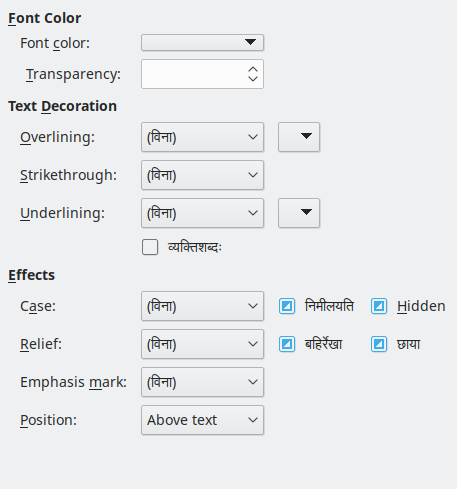 Font Color
Font color:
Transparency:
Text Decoration
Overlining: (विना)
Strikethrough: (विना)
Underlining: (विना)
व्यक्तिशब्दः
Effects
Case: (विना) निमीलयति Hidden
Relief: (विना) बहिर्रेखा छाया
Emphasis mark: (विना)
Position: Above text